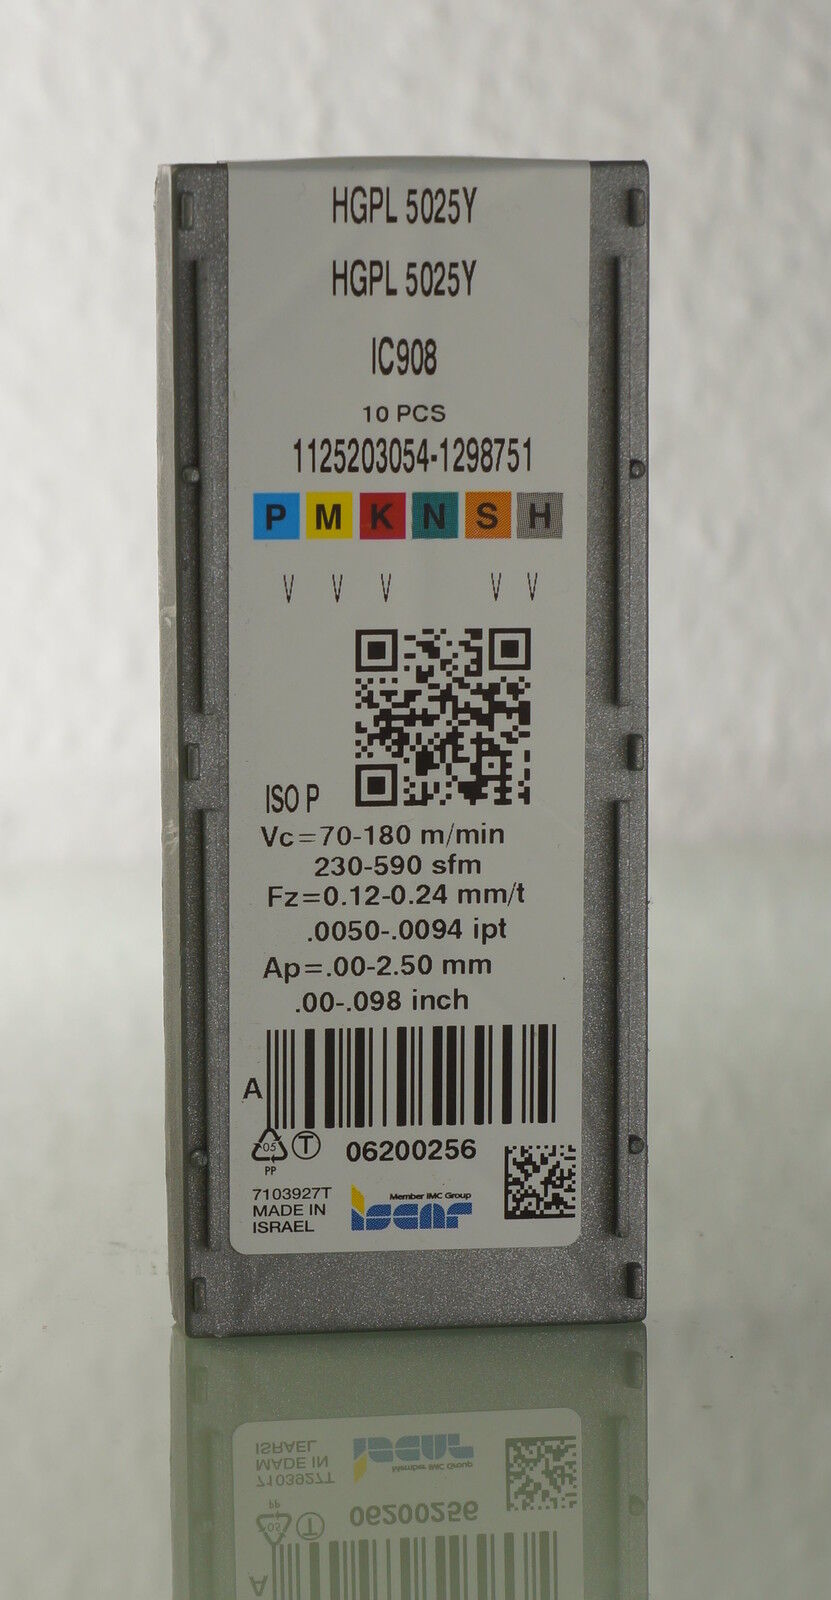 HGPL 5025Y
HGPL 5025Y
IC908
10 PCS
1125203054-1298751
P M K N S H
V V V V V
ISO P
Vc=70-180 m/min
230-590 sfm
Fz=0.12-0.24 mm/t
.0050-.0094 ipt
Ap=.00-2.50 mm
.00-.098 inch
A
05 T 06200256
PP
7103927T
MADE IN
ISRAEL
Member IMC Group
iscar